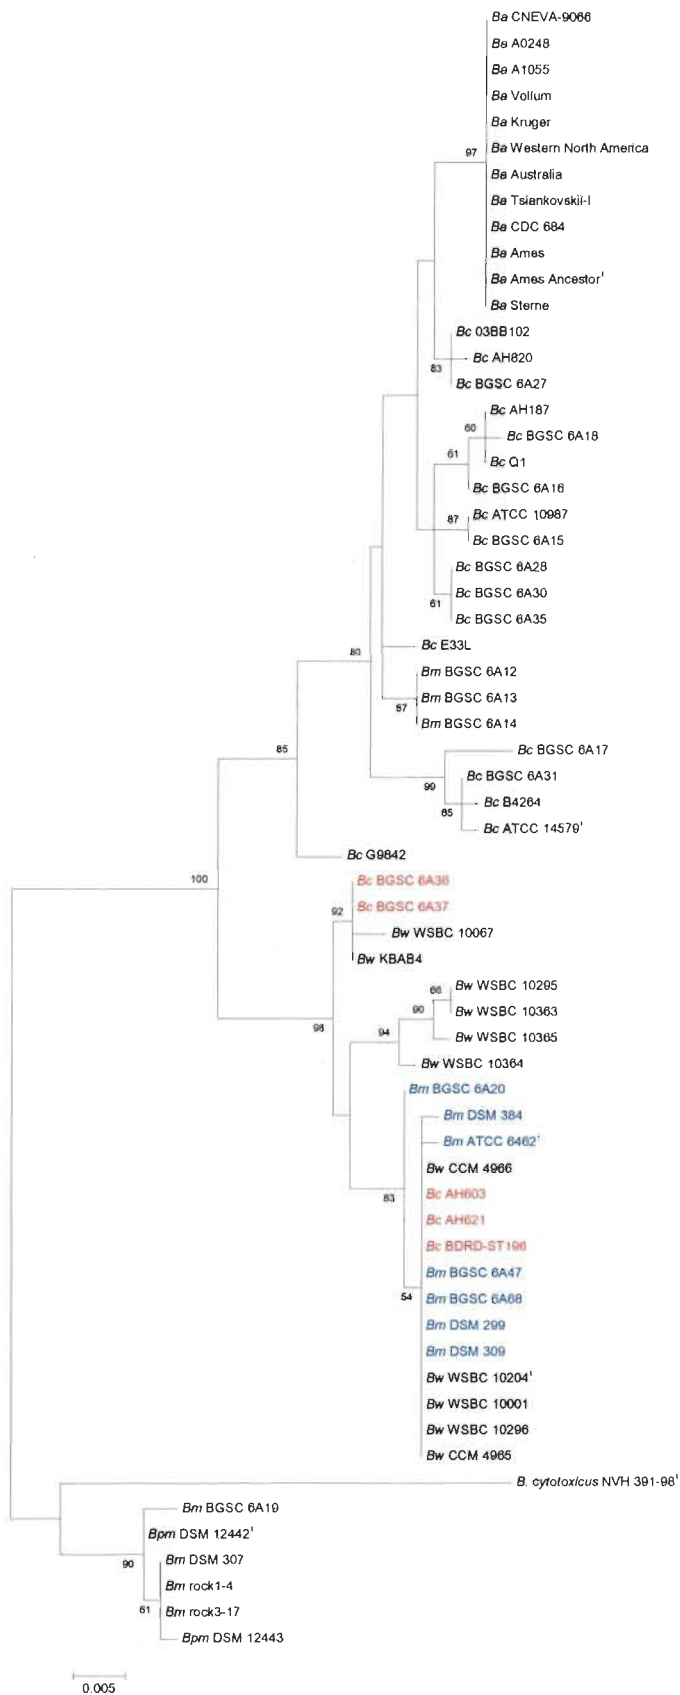 Ba CNEVA-9066
Ba A0248
Ba A1055
Ba Vollum
Ba Kruger
97
Ba Western North America
Ba Australia
Ba Tsiankovskii-I
Ba CDC 684
Ba Ames
Ba Ames Ancestor
Ba Sterne
Bc 03BB102
Bc AH820
83
Bc BGSC 6A27
Bc AH187
60
Bc BGSC 6A18
61
Bc Q1
Bc BGSC 6A16
87
Bc ATCC 10987
Bc BGSC 6A15
Bc BGSC 6A28
Bc BGSC 6A30
61
Bc BGSC 6A35
Bc E33L
80
Bm BGSC 6A12
Bm BGSC 6A13
67
Bm BGSC 6A14
85
Bc BGSC 6A17
Bc BGSC 6A31
99
Bc B4264
65
Bc ATCC 14579
Bc G9842
100
Bc BGSC 6A36
Bc BGSC 6A37
92
Bw WSBC 10067
Bw KBAB4
Bw WSBC 10295
66
90
Bw WSBC 10363
98
94
Bw WSBC 10365
Bw WSBC 10364
Bm BGSC 6A20
Bm DSM 384
Bm ATCC 6462
Bw CCM 4966
83
Bc AH603
Bc AH621
Bc BDRD-ST196
Bm BGSC 6A47
54
Bm BGSC 6A68
Bm DSM 299
Bm DSM 309
Bw WSBC 10204
Bw WSBC 10001
Bw WSBC 10296
Bw CCM 4965
B. cytotoxicus NVH 391-98
Bm BGSC 6A19
Bpm DSM 12442
90
Bm DSM 307
Bm rock1-4
61
Bm rock3-17
Bpm DSM 12443
0.005